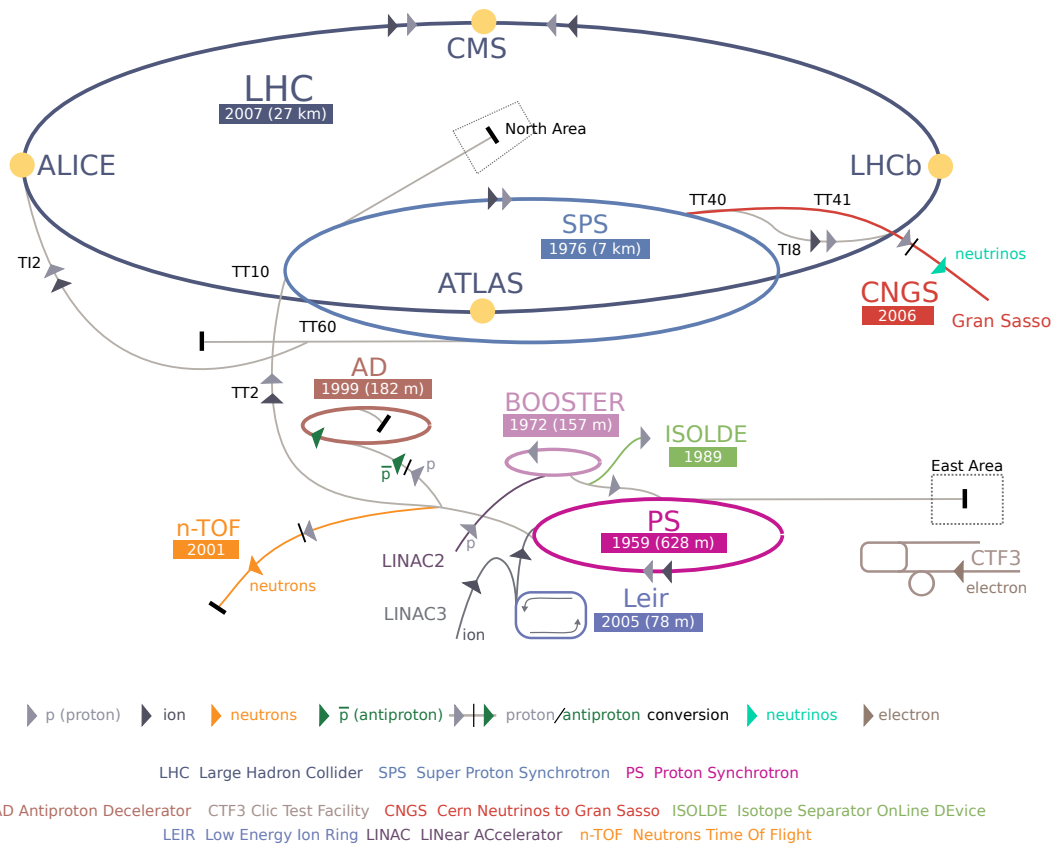 CMS
LHC
2007 (27 km)
North Area
ALICE
LHCb
TT40
TT41
SPS
1976 (7 km)
TI8
neutrinos
TI2
TT10
ATLAS
CNGS
2006
Gran Sasso
TT60
AD
1999 (182 m)
TT2
BOOSTER
1972 (157 m)
ISOLDE
1989
p
p̅
East Area
n-TOF
2001
PS
1959 (628 m)
p
LINAC2
CTF3
neutrons
electron
Leir
2005 (78 m)
LINAC3
ion
p (proton)
ion
neutrons
p̅ (antiproton)
proton/antiproton conversion
neutrinos
electron
LHC Large Hadron Collider SPS Super Proton Synchrotron PS Proton Synchrotron
AD Antiproton Decelerator CTF3 Clic Test Facility CNGS Cern Neutrinos to Gran Sasso ISOLDE Isotope Separator OnLine DEvice
LEIR Low Energy Ion Ring LINAC LINear ACcelerator n-TOF Neutrons Time Of Flight